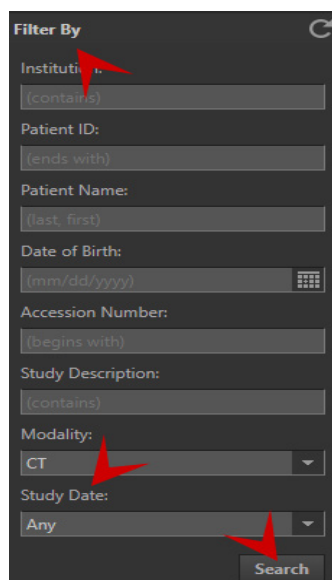 Filter By
Institution:
(contains)
Patient ID:
(ends with)
Patient Name:
(last, first)
Date of Birth:
(mm/dd/yyyy)
Accession Number:
(begins with)
Study Description:
(contains)
Modality:
CT
Study Date:
Any
Search